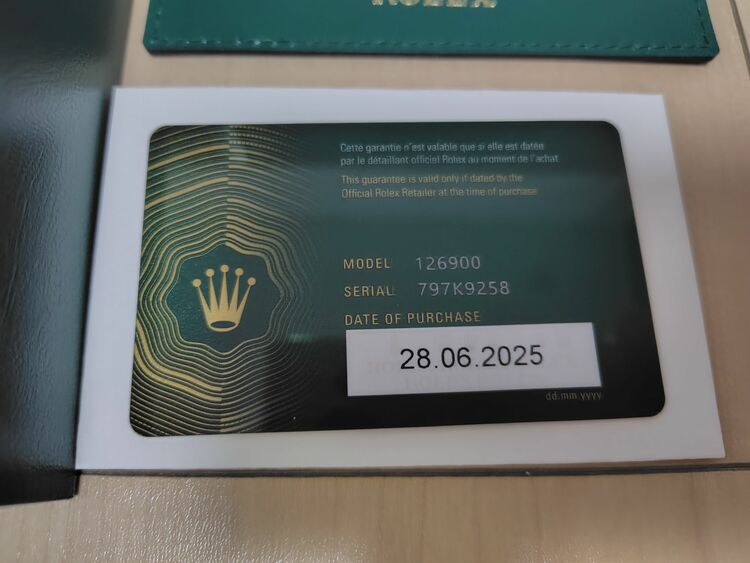 ROLEX
Cette garantie n'est valable que si elle est datée
par le détaillant officiel Rolex au moment de l'achat
This guarantee is valid only if dated by the
Official Rolex Retailer at the time of purchase
MODEL 126900
SERIAL 797K9258
DATE OF PURCHASE
28.06.2025
dd.mm.yyyy